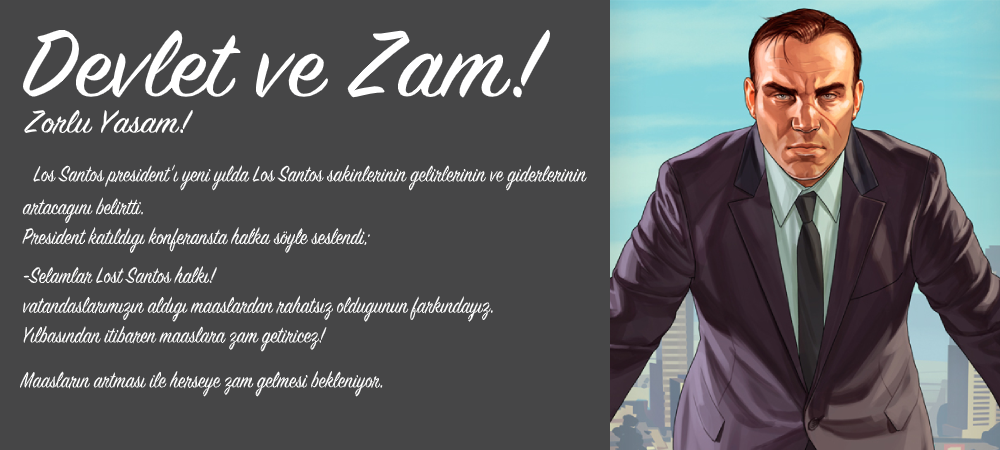 Devlet ve Zam!
Zorlu Yasam!
Los Santos president'ı yeni yılda Los Santos sakinlerinin gelirlerinin ve giderlerinin
artacagını belirtti.
President katıldıgı konferansta halka söyle seslendi;
-Selamlar Lost Santos halkı!
vatandaslarımızın aldıgı maaslardan rahatsız oldugunun farkındayız.
Yılbasından itibaren maaslara zam getiricez!
Maasların artması ile herseye zam gelmesi bekleniyor.